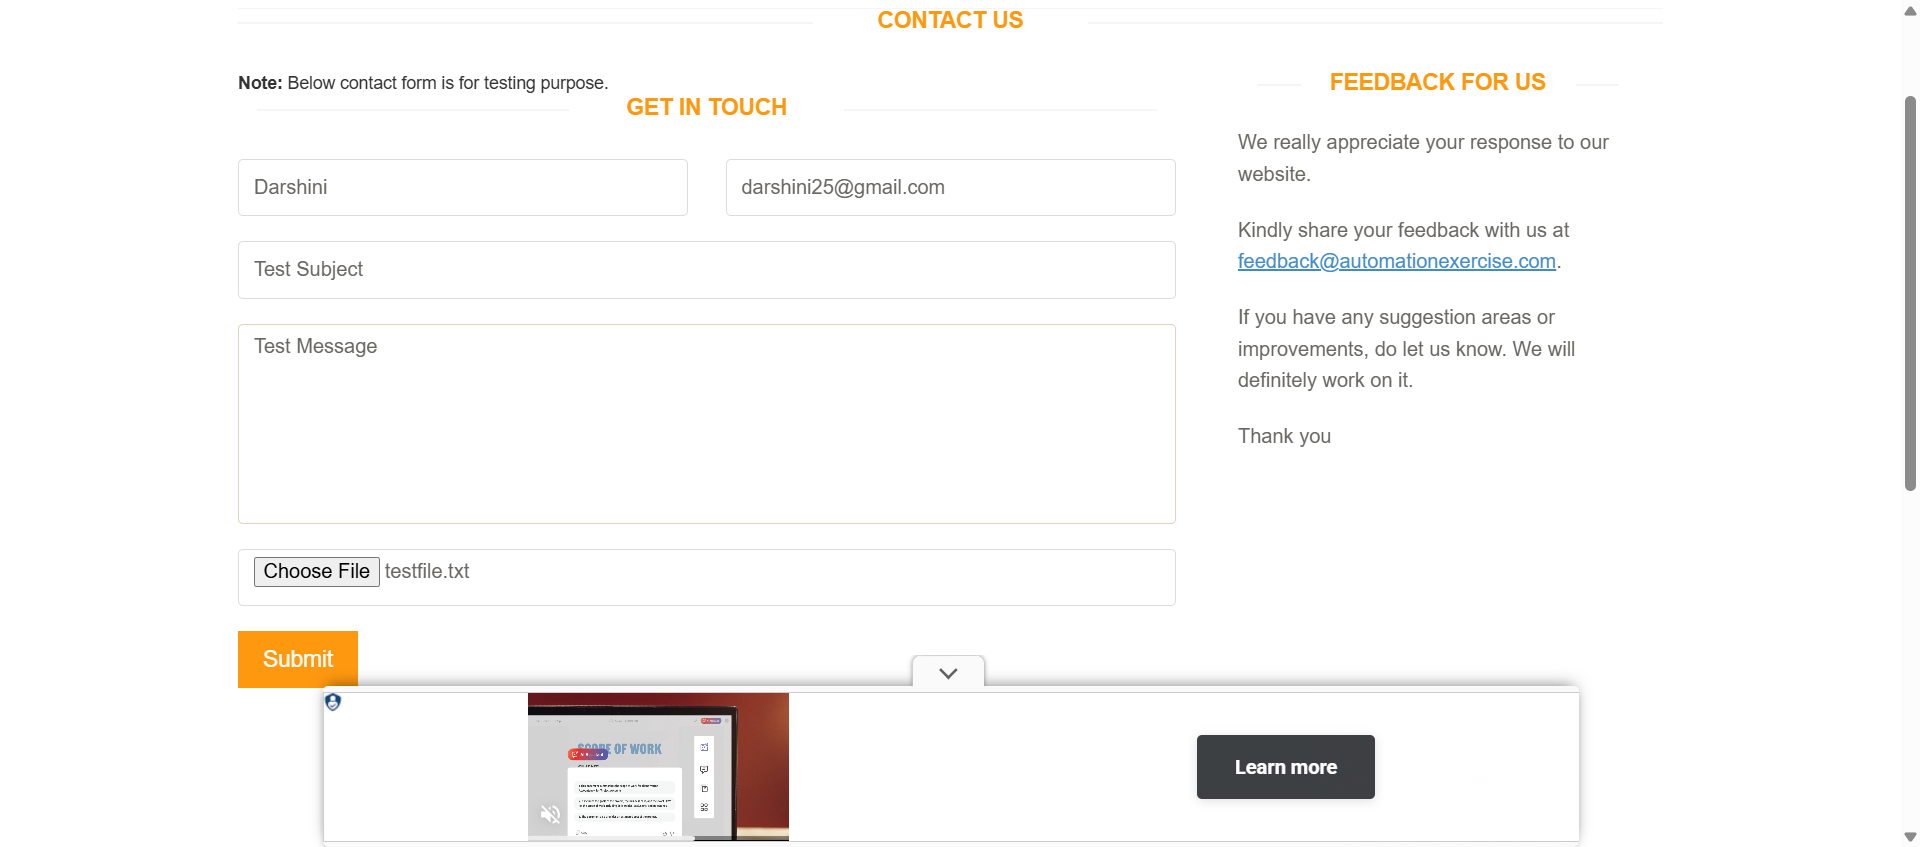 CONTACT US
Note: Below contact form is for testing purpose.
GET IN TOUCH
Darshini
darshini25@gmail.com
Test Subject
Test Message
Choose File testfile.txt
Submit
FEEDBACK FOR US
We really appreciate your response to our
website.
Kindly share your feedback with us at
feedback@automationexercise.com.
If you have any suggestion areas or
improvements, do let us know. We will
definitely work on it.
Thank you
SCOPE OF WORK
Learn more